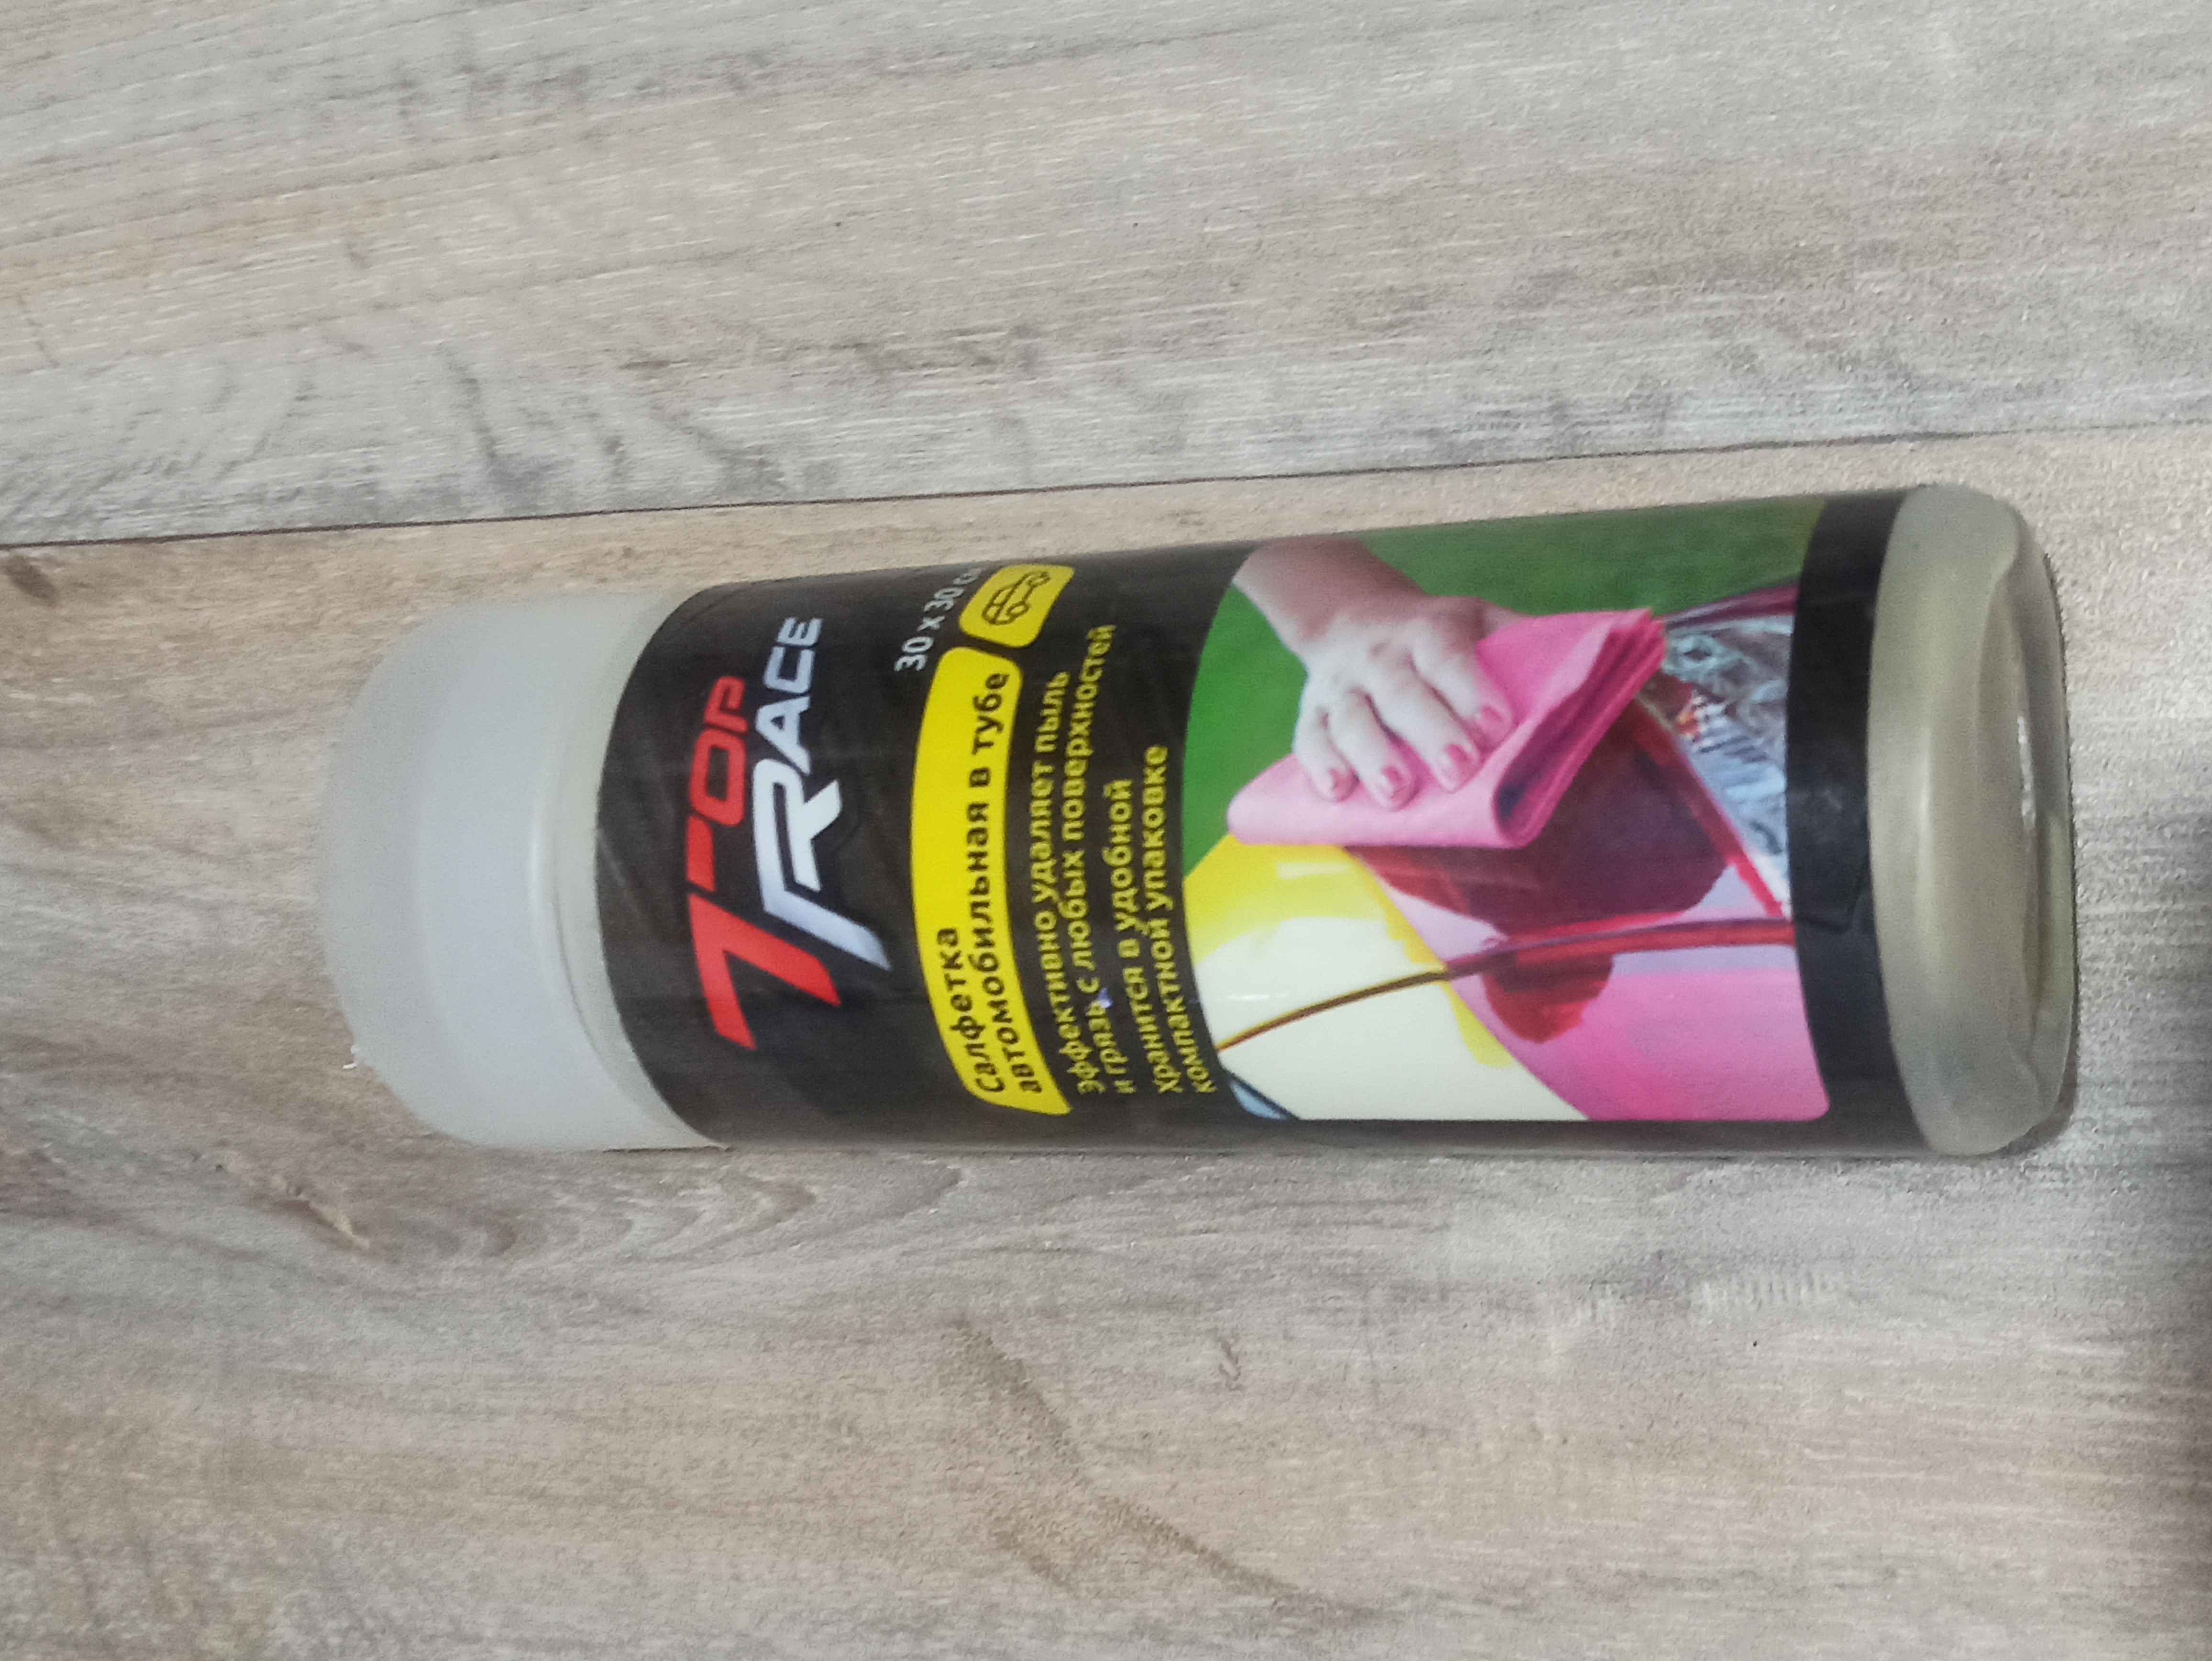 TOP
RACE
30 х 30 см
Салфетка
автомобильная в тубе
Эффективно удаляет пыль
и грязь с любых поверхностей
Хранится в удобной
компактной упаковке